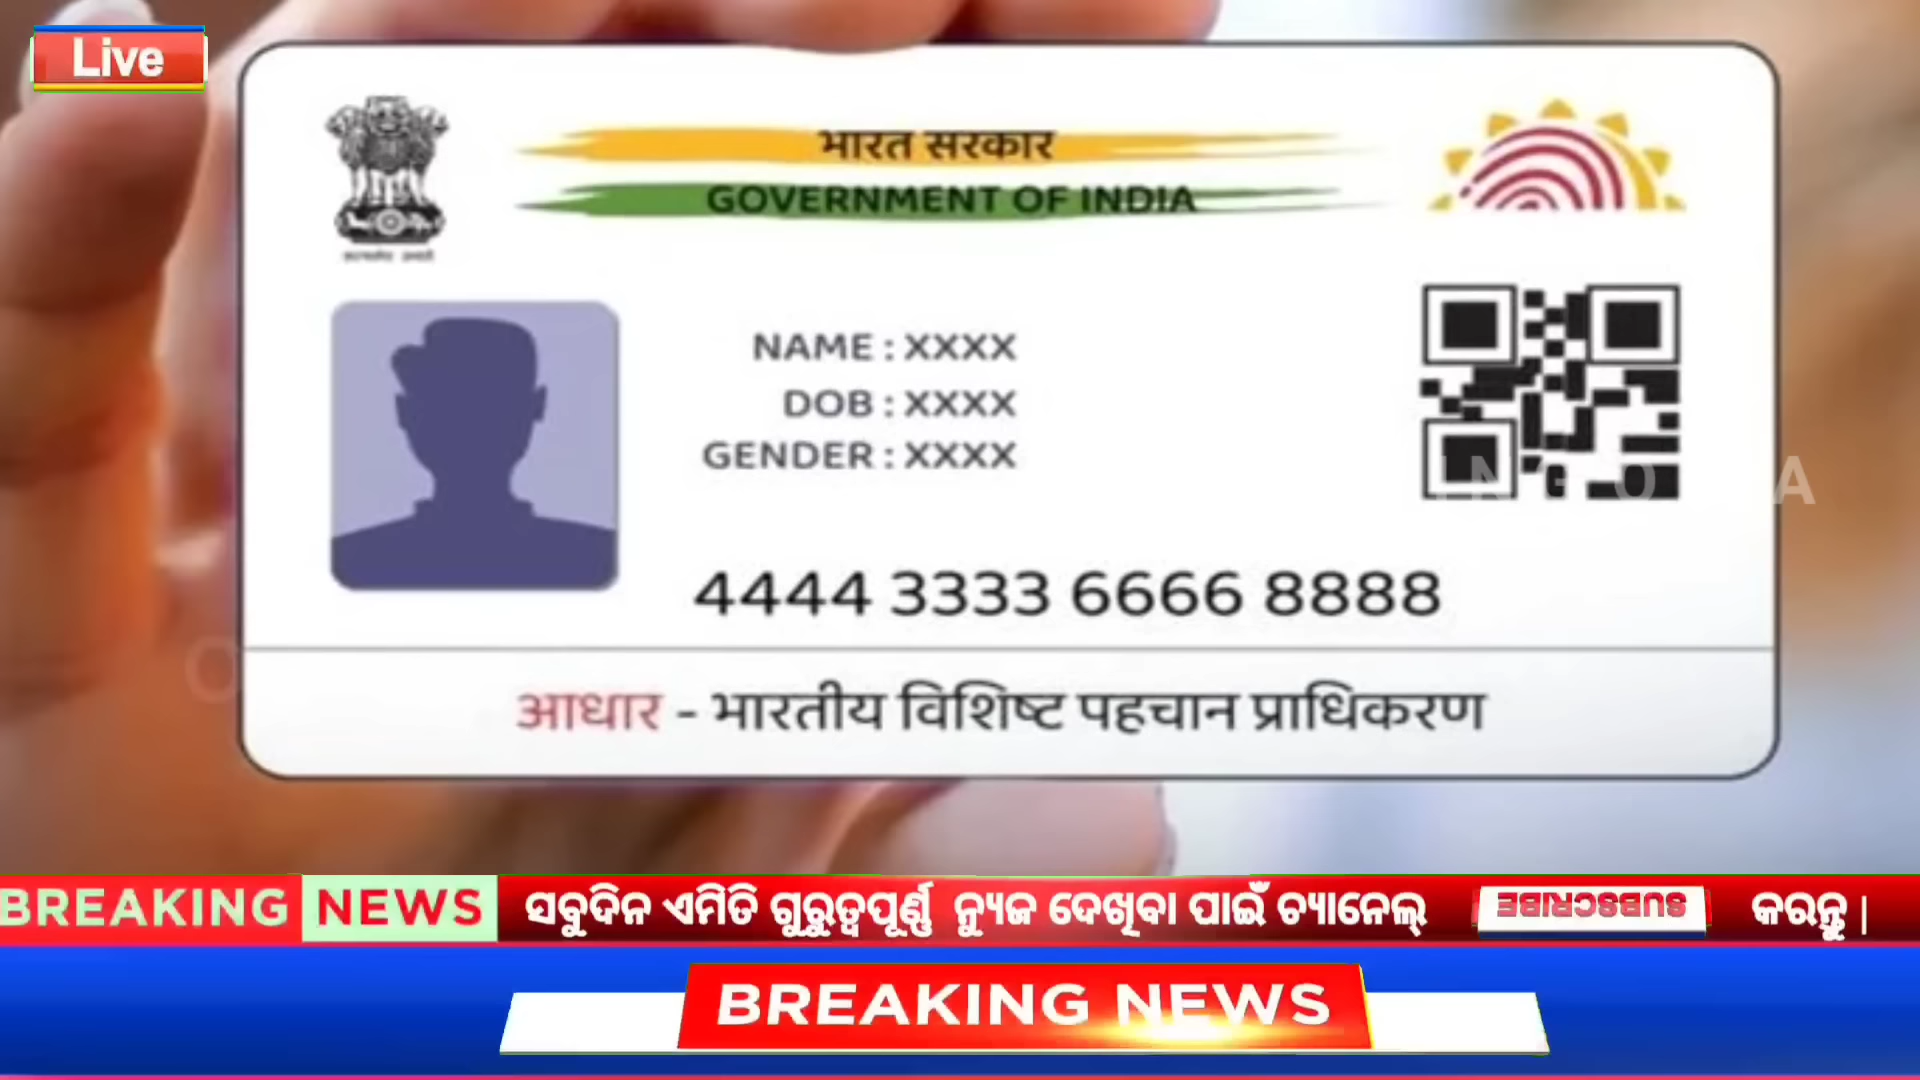 Live
भारत सरकार
GOVERNMENT OF INDIA
NAME : XXXX
DOB : XXXX
GENDER : XXXX
4444 3333 6666 8888
आधार - भारतीय विशिष्ट पहचान प्राधिकरण
BREAKING NEWS ସବୁଦିନ ଏମିତି ଗୁରୁତ୍ୱପୂର୍ଣ୍ଣ ନ୍ୟୁଜ ଦେଖିବା ପାଇଁ ଚ୍ୟାନେଲ୍ SUBSCRIBE କରନ୍ତୁ |
BREAKING NEWS